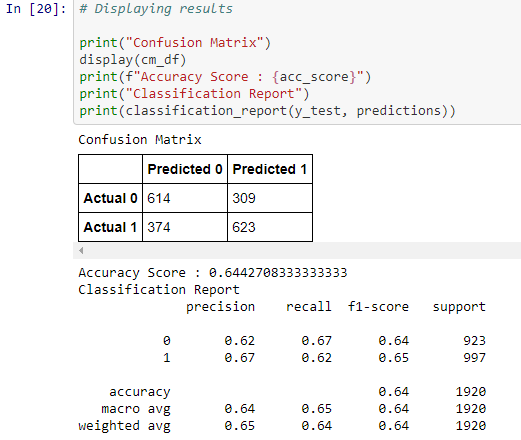 In [20]: # Displaying results
print("Confusion Matrix")
display(cm_df)
print(f"Accuracy Score : {acc_score}")
print("Classification Report")
print(classification_report(y_test, predictions))
Confusion Matrix
Predicted 0 Predicted 1
Actual 0 614 309
Actual 1 374 623
Accuracy Score : 0.6442708333333333
Classification Report
precision recall f1-score support
0 0.62 0.67 0.64 923
1 0.67 0.62 0.65 997
accuracy 0.64 1920
macro avg 0.64 0.65 0.64 1920
weighted avg 0.65 0.64 0.64 1920